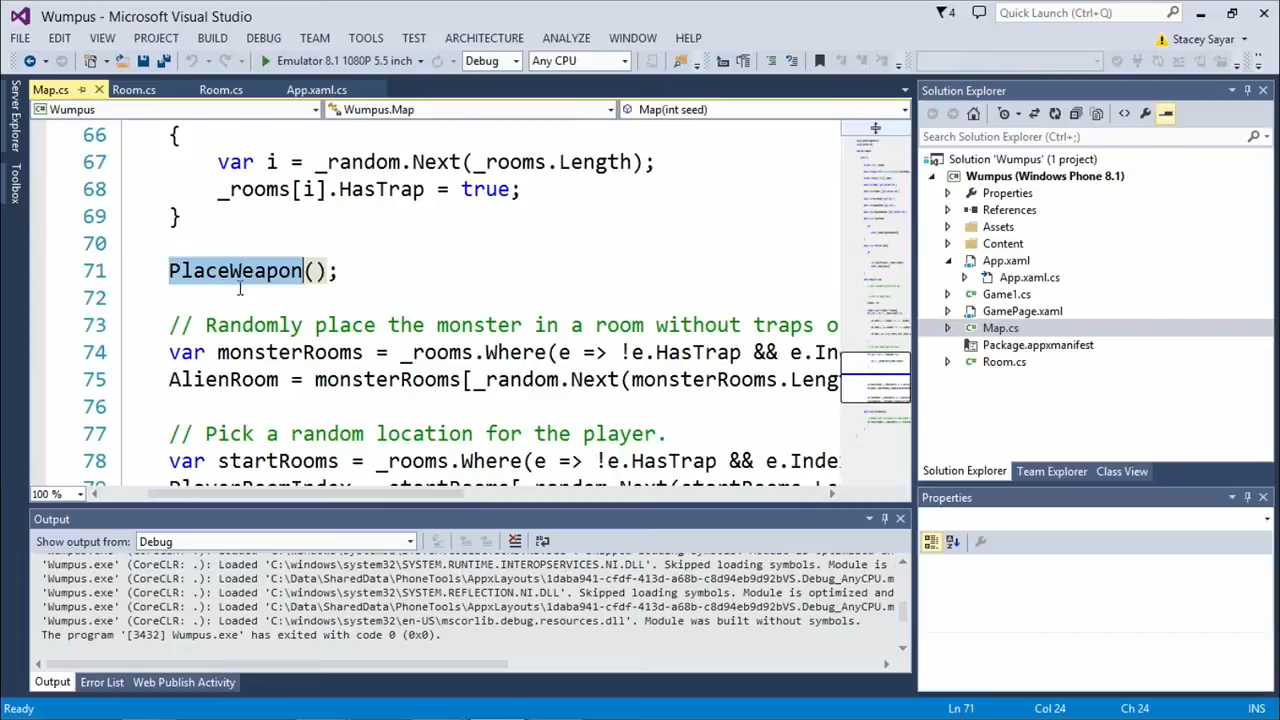 Wumpus - Microsoft Visual Studio
4
Quick Launch (Ctrl+Q)
FILE EDIT VIEW PROJECT BUILD DEBUG TEAM TOOLS TEST ARCHITECTURE ANALYZE WINDOW HELP
Stacey Sayar
Emulator 8.1 1080P 5.5 inch
Debug
Any CPU
Server Explorer
Toolbox
Map.cs Room.cs Room.cs App.xaml.cs
Wumpus
Wumpus.Map
Map(int seed)
66 {
67 var i = _random.Next(_rooms.Length);
68 _rooms[i].HasTrap = true;
69 }
70
71 PlaceWeapon();
72
73 // Randomly place the monster in a room without traps o
74 var monsterRooms = _rooms.Where(e => !e.HasTrap && e.Ind
75 AlienRoom = monsterRooms[_random.Next(monsterRooms.Leng
76
77 // Pick a random location for the player.
78 var startRooms = _rooms.Where(e => !e.HasTrap && e.Inde
100 %
Solution Explorer
Search Solution Explorer (Ctrl+;)
Solution 'Wumpus' (1 project)
Wumpus (Windows Phone 8.1)
Properties
References
Assets
Content
App.xaml
App.xaml.cs
Game1.cs
GamePage.xaml
Map.cs
Package.appxmanifest
Room.cs
Solution Explorer Team Explorer Class View
Properties
Output
Show output from: Debug
'Wumpus.exe' (CoreCLR: .): Loaded 'C:\windows\system32\SYSTEM.RUNTIME.INTEROPSERVICES.NI.DLL'. Skipped loading symbols. Module is
'Wumpus.exe' (CoreCLR: .): Loaded 'C:\Data\SharedData\PhoneTools\AppxLayouts\1daba941-cfdf-413d-a68b-c8d94eb9d92bVS.Debug_AnyCPU.m
'Wumpus.exe' (CoreCLR: .): Loaded 'C:\windows\system32\SYSTEM.REFLECTION.NI.DLL'. Skipped loading symbols. Module is optimized and
'Wumpus.exe' (CoreCLR: .): Loaded 'C:\Data\SharedData\PhoneTools\AppxLayouts\1daba941-cfdf-413d-a68b-c8d94eb9d92bVS.Debug_AnyCPU.m
'Wumpus.exe' (CoreCLR: .): Loaded 'C:\windows\system32\en-US\mscorlib.debug.resources.dll'. Module was built without symbols.
The program '[3432] Wumpus.exe' has exited with code 0 (0x0).
Output Error List Web Publish Activity
Ready
Ln 71 Col 24 Ch 24 INS